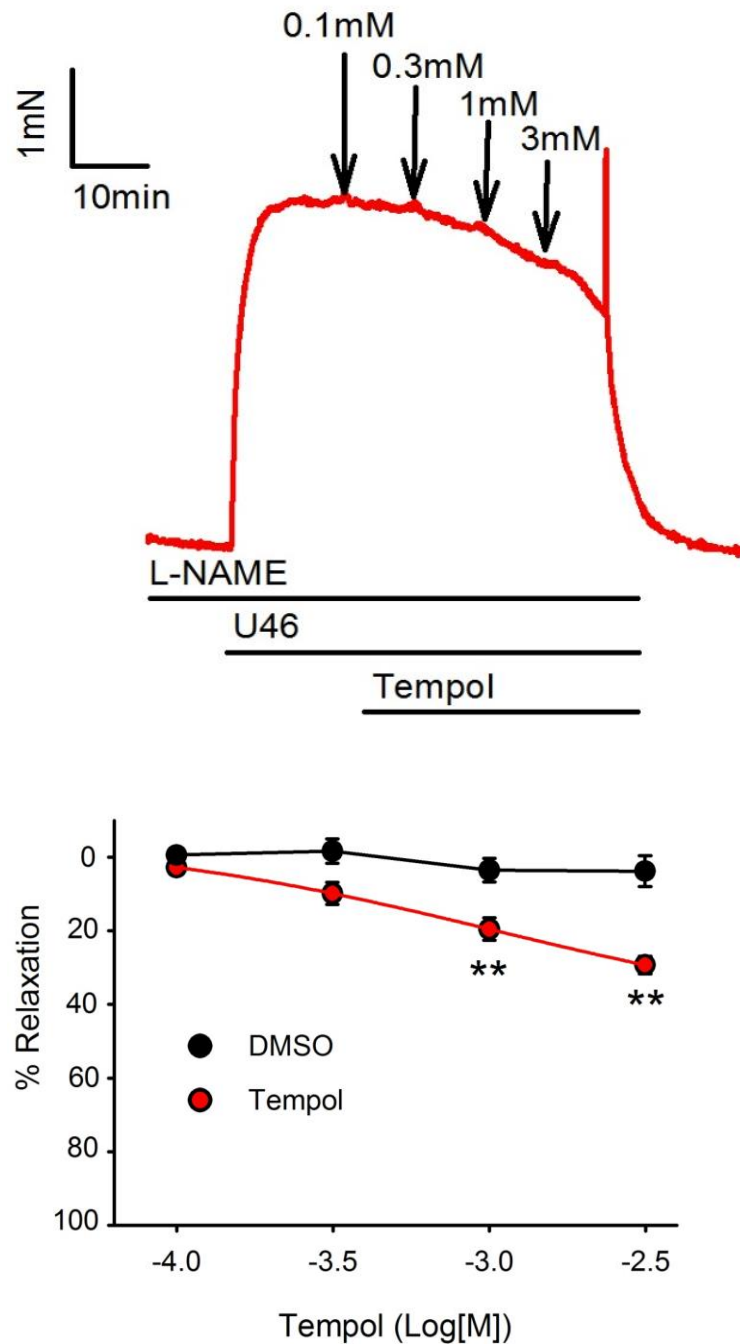 0.1mM
0.3mM
1mM
3mM
1mN
10min
L-NAME
U46
Tempol
0
20
40
60
80
100
% Relaxation
**
**
DMSO
Tempol
-4.0
-3.5
-3.0
-2.5
Tempol (Log[M])